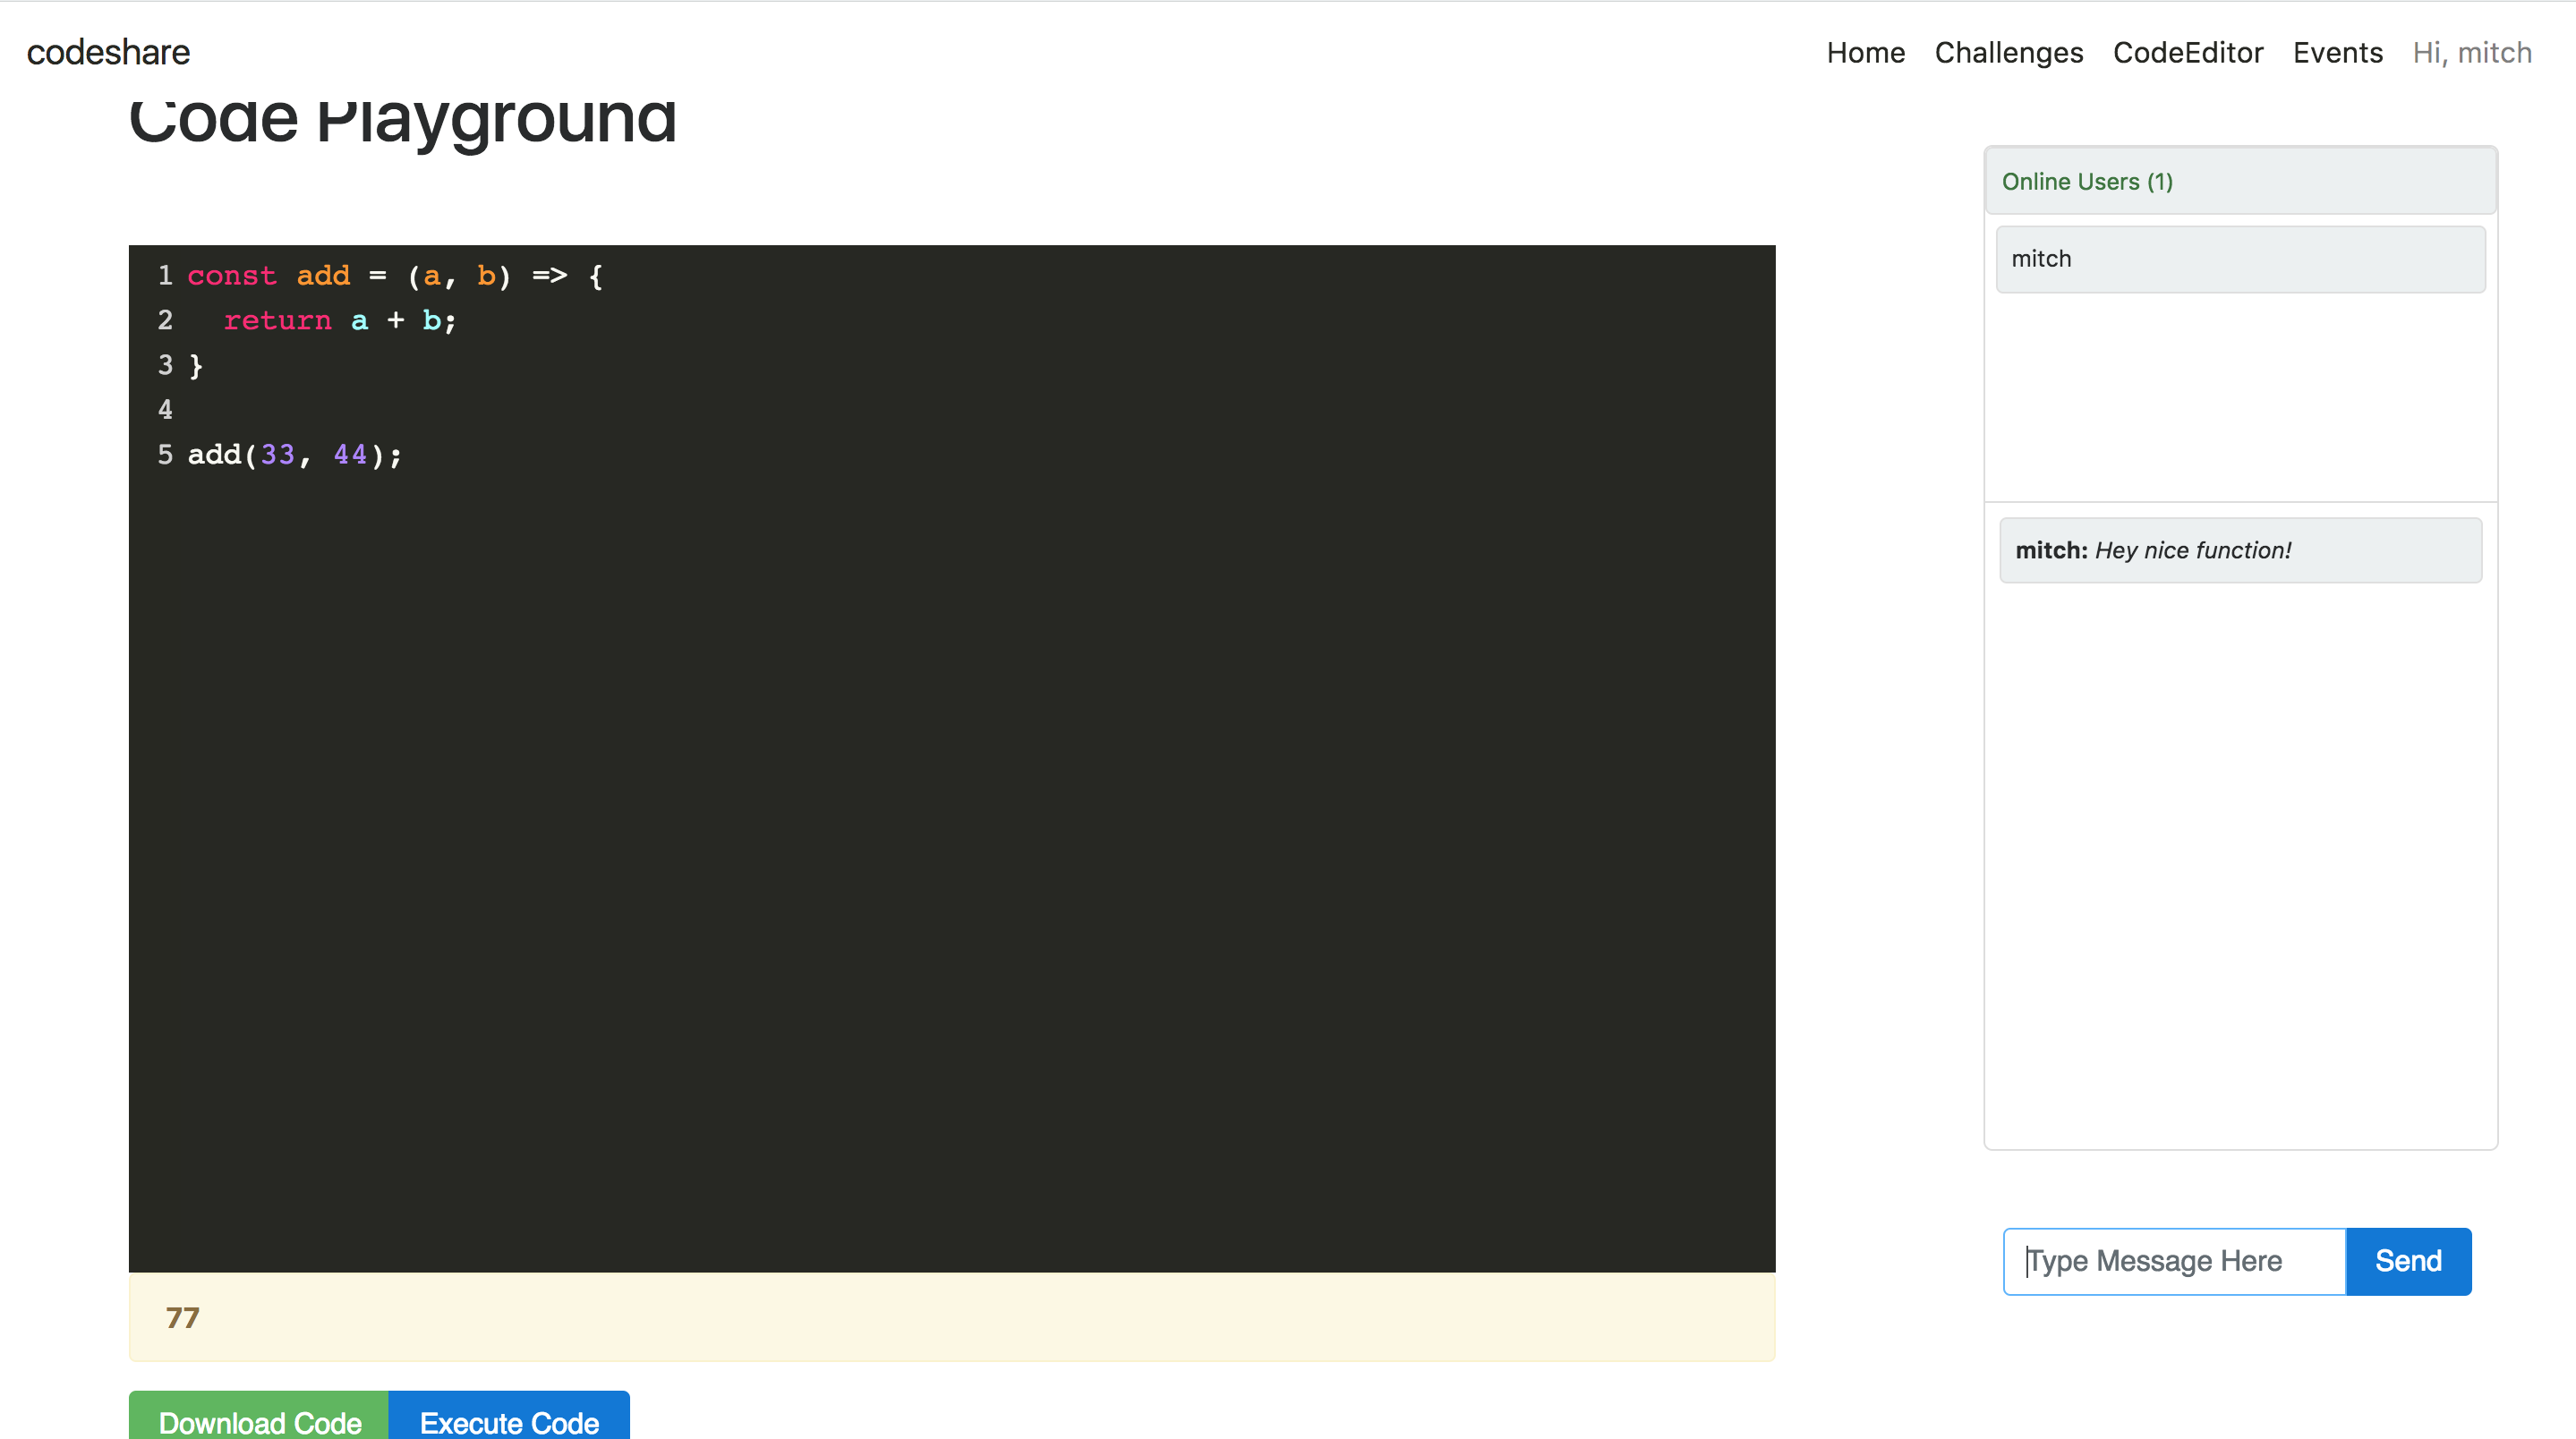 codeshare
Home Challenges CodeEditor Events Hi, mitch
Code Playground
1 const add = (a, b) => {
2   return a + b;
3 }
4
5 add(33, 44);
77
Download Code Execute Code
Online Users (1)
mitch
mitch: Hey nice function!
Type Message Here Send